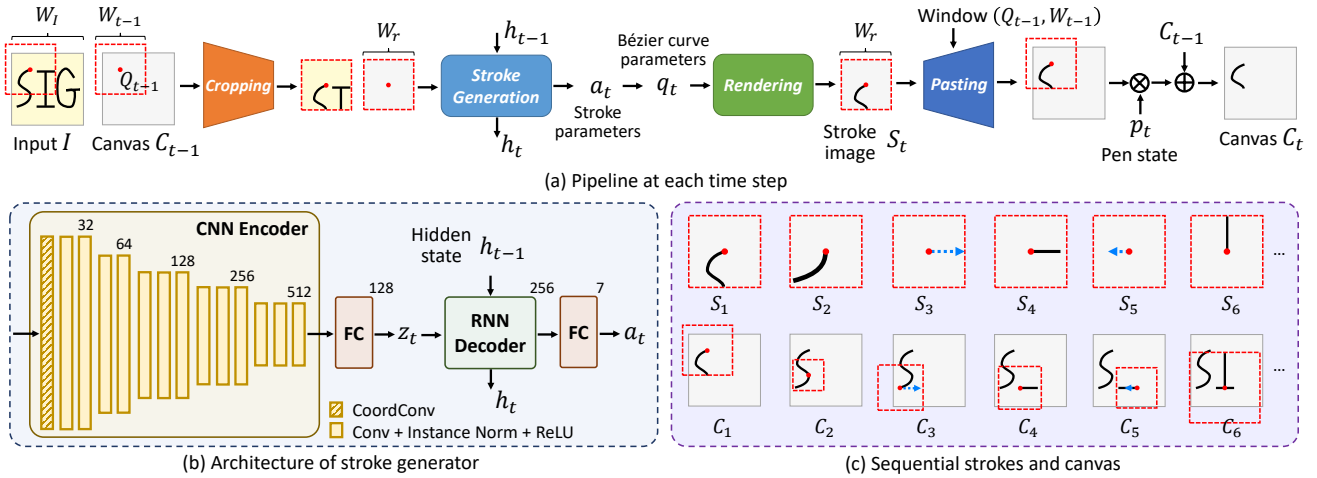 W_I
W_{t-1}
SIG
Q_{t-1}
Input I
Canvas C_{t-1}
Cropping
W_r
h_{t-1}
Stroke
Generation
h_t
a_t
Stroke
parameters
Bézier curve
parameters
q_t
Rendering
W_r
Stroke
image S_t
Window (Q_{t-1}, W_{t-1})
Pasting
p_t
Pen state
C_{t-1}
Canvas C_t
(a) Pipeline at each time step
CNN Encoder
32
64
128
256
512
FC
128
z_t
Hidden
state h_{t-1}
RNN
Decoder
h_t
256
FC
7
a_t
CoordConv
Conv + Instance Norm + ReLU
(b) Architecture of stroke generator
S_1 S_2 S_3 S_4 S_5 S_6 ...
C_1 C_2 C_3 C_4 C_5 C_6 ...
(c) Sequential strokes and canvas